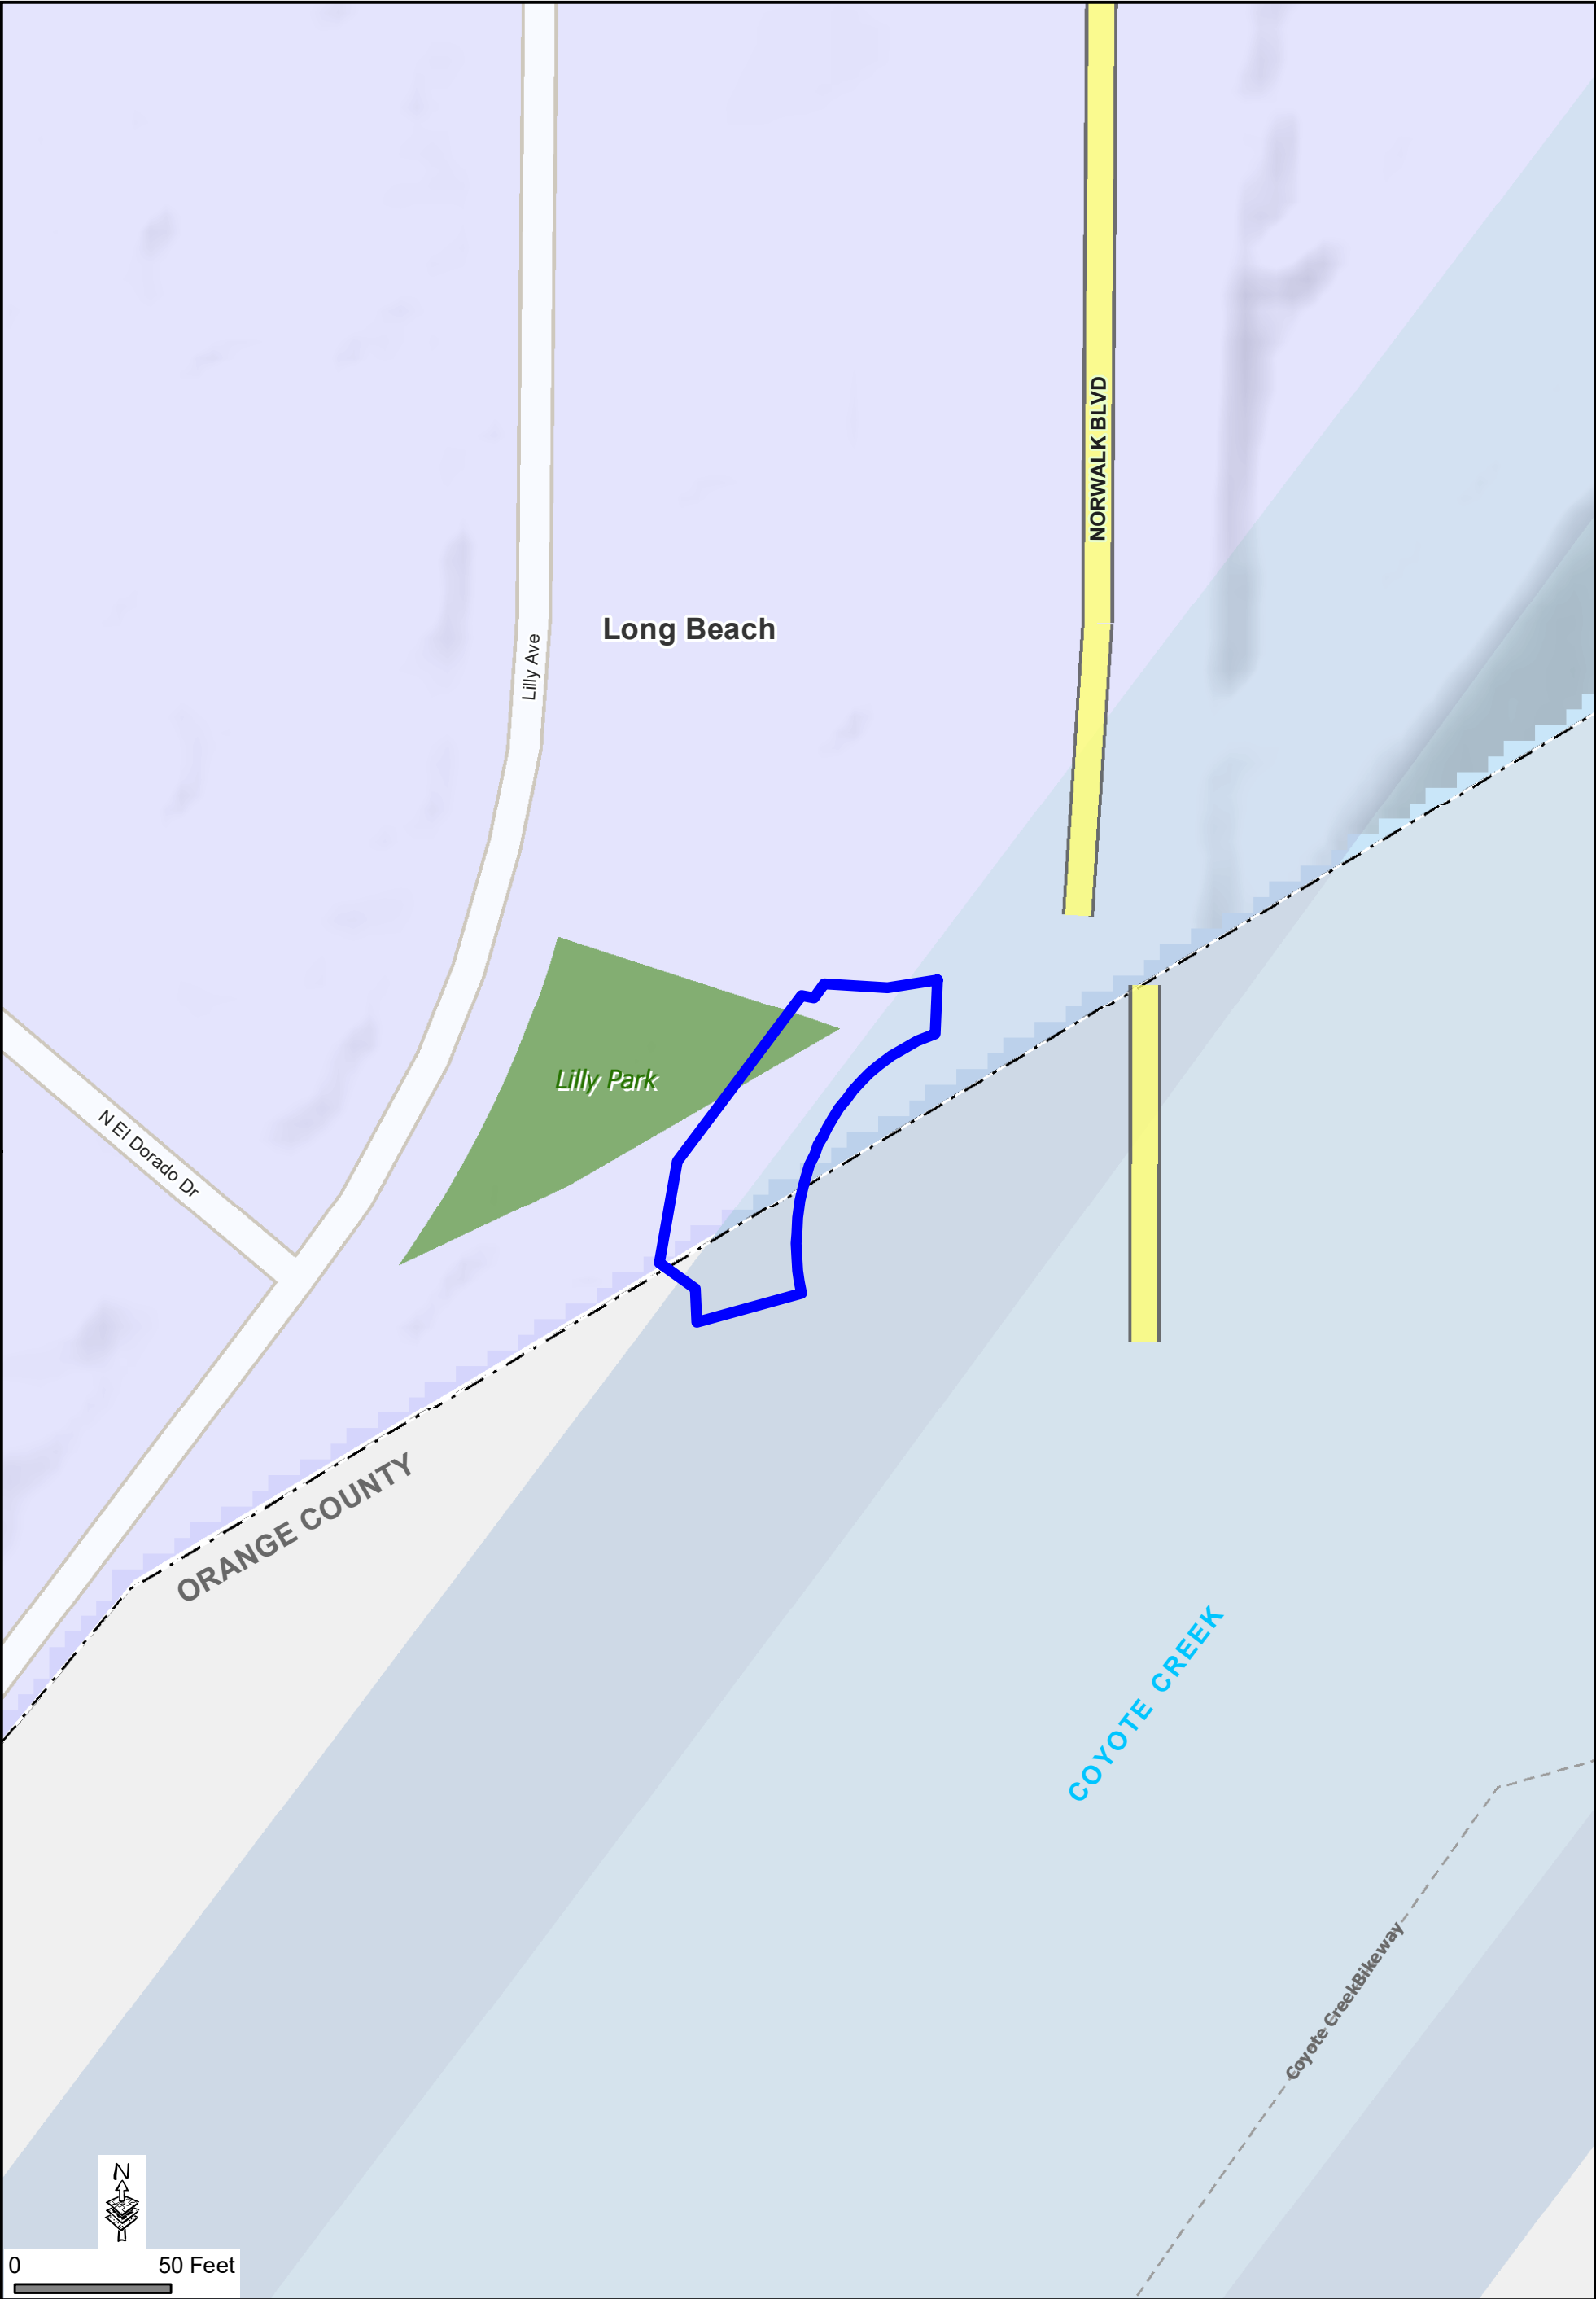 NORWALK BLVD
Long Beach
Lilly Ave
Lilly Park
N El Dorado Dr
ORANGE COUNTY
COYOTE CREEK
Coyote CreekBikeway
N
0 50 Feet